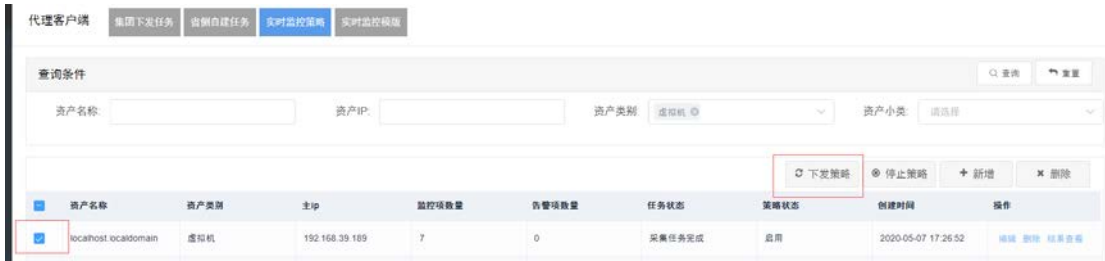 代理客户端 集团下发任务 省侧自建任务 实时监控策略 实时监控模版
查询条件 查询 重置
资产名称: 资产IP: 资产类别 虚拟机 资产小类: 请选择
下发策略 停止策略 + 新增 × 删除
资产名称 资产类别 主ip 监控项数量 告警项数量 任务状态 策略状态 创建时间 操作
localhost.localdomain 虚拟机 192.168.39.189 7 0 采集任务完成 启用 2020-05-07 17:26:52 编辑 删除 结果查看